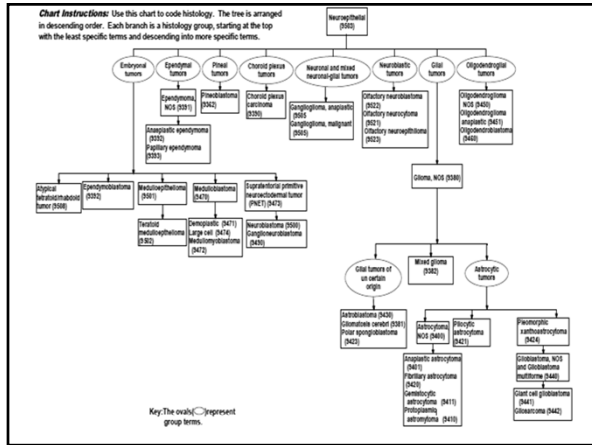 Chart Instructions: Use this chart to code histology. The tree is arranged
in descending order. Each branch is a histology group, starting at the top
with the least specific terms and descending into more specific terms.
Neuroepithelial
(9503)
Embryonal
tumors
Ependymal
tumors
Pineal
tumors
Choroid plexus
tumors
Neuronal and mixed
neuronal-glial tumors
Neuroblastic
tumors
Glial
tumors
Oligodendroglial
tumors
Ependymoma,
NOS (9391)
Pineoblastoma
(9362)
Choroid plexus
carcinoma
(9390)
Ganglioglioma, anaplastic
(9505)
Ganglioglioma, malignant
(9505)
Olfactory neuroblastoma
(9522)
Olfactory neurocytoma
(9521)
Olfactory neuroepithlioma
(9523)
Oligodendroglioma
NOS (9450)
Oligodendroglioma
anaplastic (9451)
Oligodendroblastoma
(9460)
Anaplastic ependymoma
(9392)
Papillary ependymoma
(9393)
Glioma, NOS (9380)
Atypical
tetratoid/rhabdoid
tumor (9508)
Ependymoblastoma
(9392)
Medulloepithelioma
(9501)
Medulloblastoma
(9470)
Supratentorial primitive
neuroectodermal tumor
(PNET) (9473)
Teratoid
medulloepithelioma
(9502)
Demoplastic (9471)
Large cell (9474)
Medullomyoblastoma
(9472)
Neuroblastoma (9500)
Ganglioneuroblastoma
(9490)
Glial tumors of
un certain
origin
Mixed glioma
(9382)
Astrocytic
tumors
Astroblastoma (9430)
Gliomatosis cerebri (9381)
Polar spongioblastoma
(9423)
Astrocytoma,
NOS (9400)
Pilocytic
astrocytoma
(9421)
Pleomorphic
xanthoastrocytoma
(9424)
Anaplastic astrocytoma
(9401)
Fibrillary astrocytoma
(9420)
Gemistocytic
astrocytoma (9411)
Protoplasmiq
astromytoma (9410)
Glioblastoma, NOS
and Glioblastoma
multiforme (9440)
Giant cell glioblastoma
(9441)
Gliosarcoma (9442)
Key:The ovals( )represent
group terms.